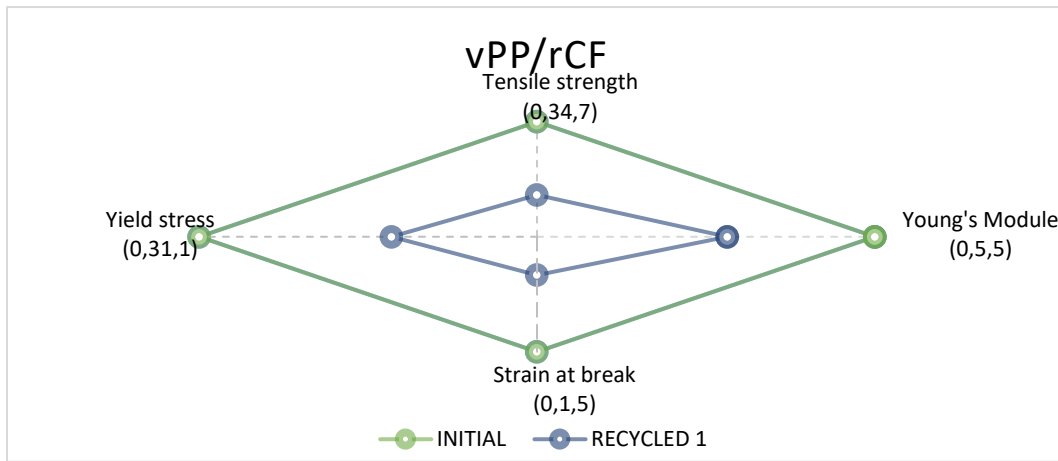 vPP/rCF
Tensile strength
(0,34,7)
Yield stress
(0,31,1)
Young's Module
(0,5,5)
Strain at break
(0,1,5)
INITIAL
RECYCLED 1